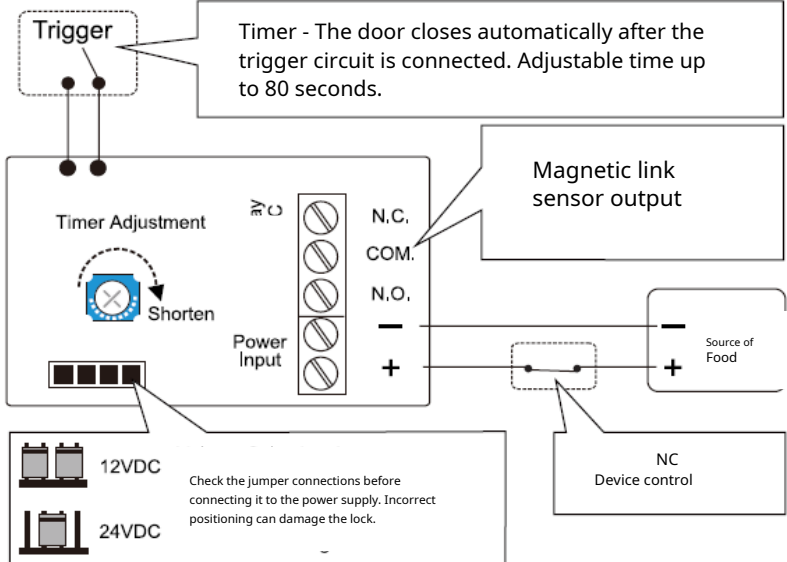 Trigger
Timer - The door closes automatically after the
trigger circuit is connected. Adjustable time up
to 80 seconds.
Magnetic link
sensor output
Timer Adjustment
Shorten
N.C.
COM.
N.O.
Power
Input
−
+
−
+
Source of
Food
NC
Device control
12VDC
24VDC
Check the jumper connections before
connecting it to the power supply. Incorrect
positioning can damage the lock.